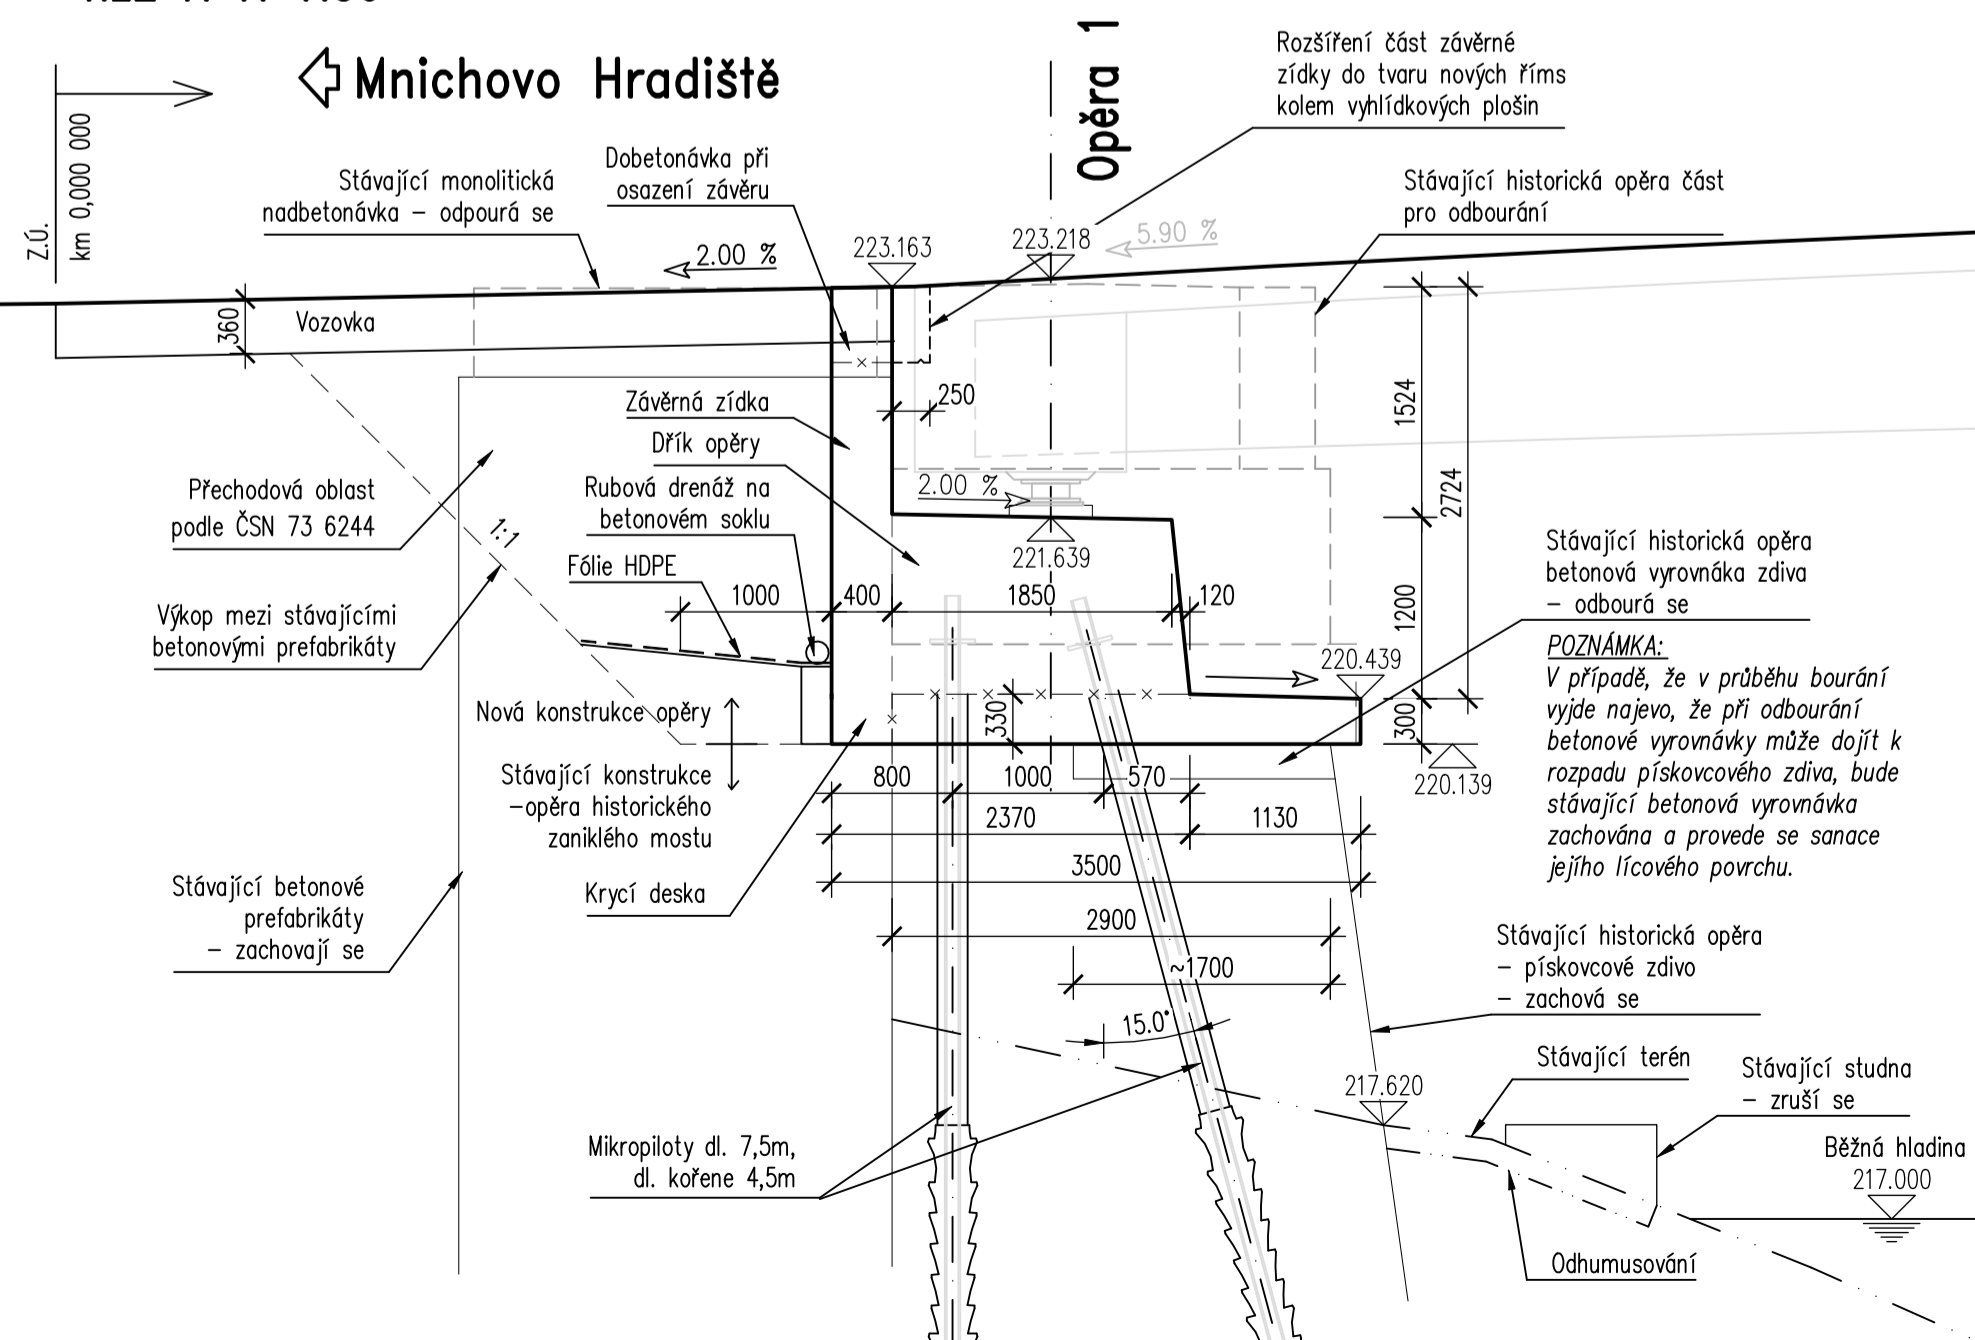 Mnichovo Hradiště
Opěra 1
Z.Ú.
km 0,000 000
Rozšíření část závěrné
zídky do tvaru nových říms
kolem vyhlídkových plošin
Dobetonávka při
osazení závěru
Stávající monolitická
nadbetonávka – odpourá se
Stávající historická opěra část
pro odbourání
2.00 %
223.163
223.218
5.90 %
360
Vozovka
250
Závěrná zídka
Dřík opěry
Rubová drenáž na
betonovém soklu
Fólie HDPE
2.00 %
221.639
1524
2724
1200
300
Přechodová oblast
podle ČSN 73 6244
1:1
Výkop mezi stávajícími
betonovými prefabrikáty
1000
400
1850
120
Stávající historická opěra
betonová vyrovnáka zdiva
– odbourá se
220.439
220.139
POZNÁMKA:
V případě, že v průběhu bourání
vyjde najevo, že při odbourání
betonové vyrovnávky může dojít k
rozpadu pískovcového zdiva, bude
stávající betonová vyrovnávka
zachována a provede se sanace
jejího lícového povrchu.
Nová konstrukce opěry
Stávající konstrukce
–opěra historického
zaniklého mostu
330
800
1000
570
2370
1130
3500
2900
~1700
15.0°
Krycí deska
Stávající betonové
prefabrikáty
– zachovají se
Stávající historická opěra
– pískovcové zdivo
– zachová se
Stávající terén
Stávající studna
– zruší se
217.620
Běžná hladina
217.000
Mikropiloty dl. 7,5m,
dl. kořene 4,5m
Odhumusování